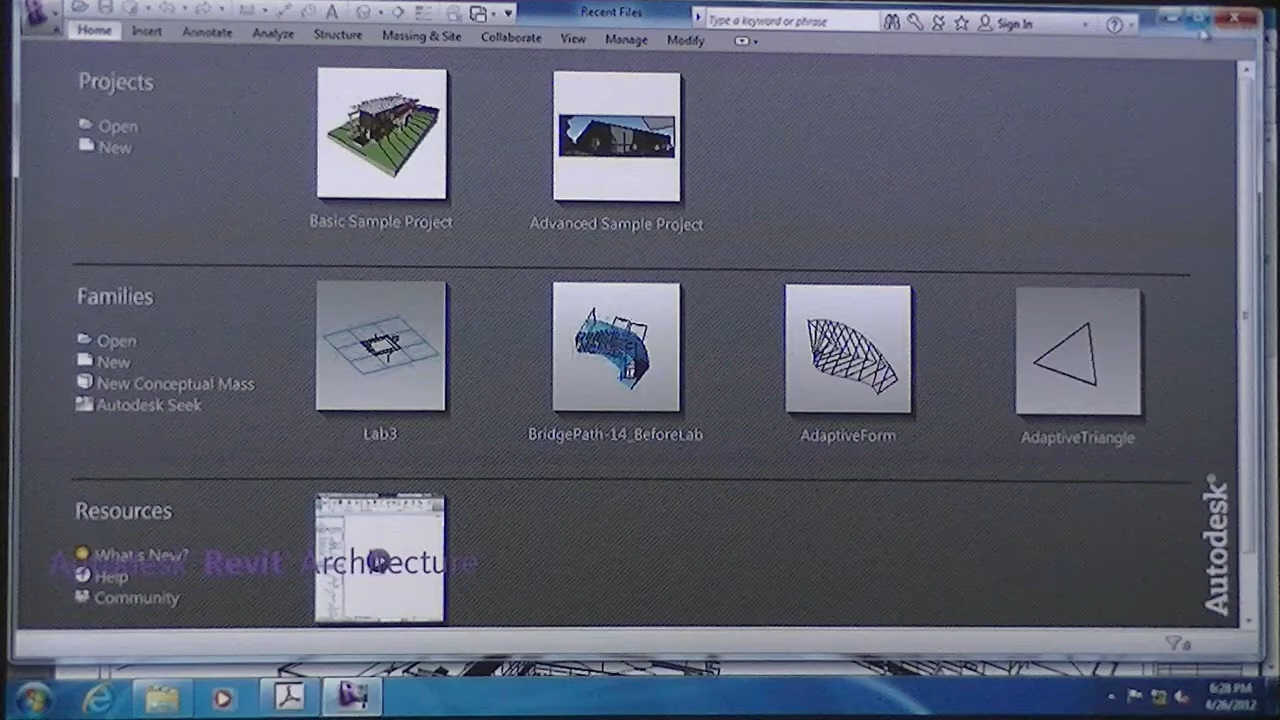 Recent Files
Type a keyword or phrase
Sign In
Home Insert Annotate Analyze Structure Massing & Site Collaborate View Manage Modify
Projects
Open
New
Basic Sample Project
Advanced Sample Project
Families
Open
New
New Conceptual Mass
Autodesk Seek
Lab3
BridgePath-14_BeforeLab
AdaptiveForm
AdaptiveTriangle
Resources
What's New?
Help
Community
Autodesk Revit Architecture
Autodesk®
:0
6:28 PM
4/26/2012